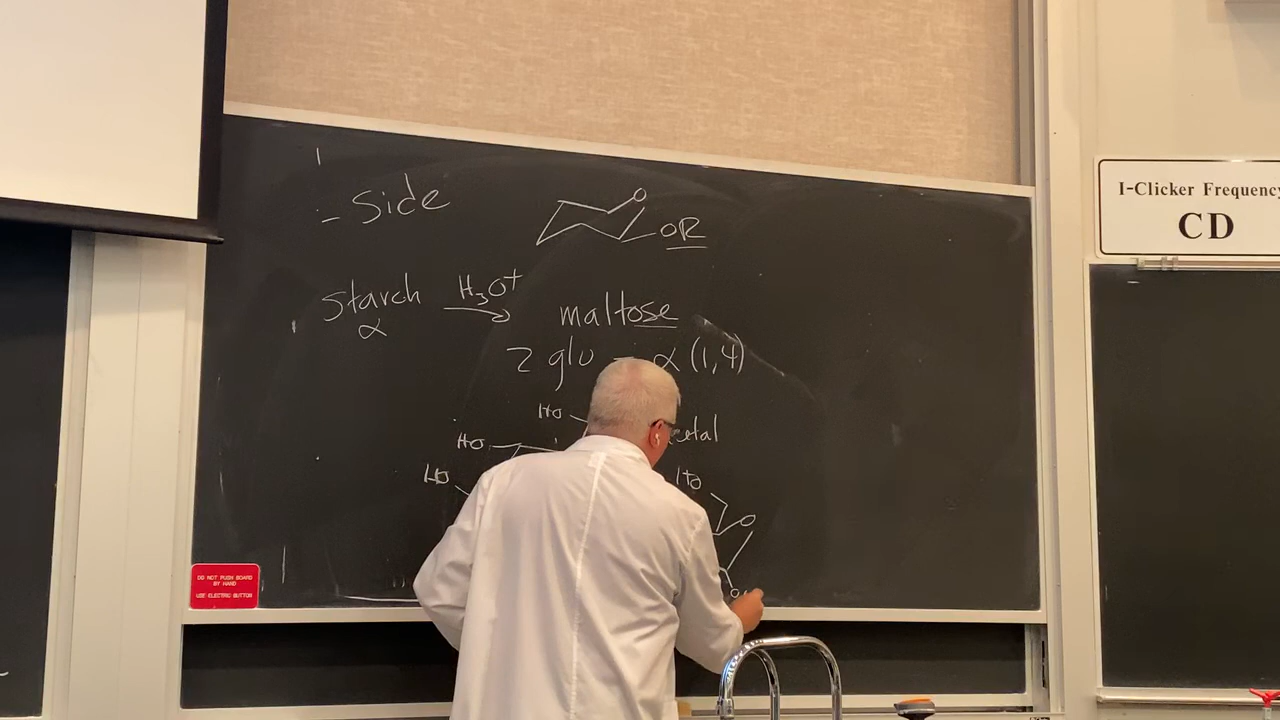 - Side
O
OR
Starch H₃O⁺
α
maltose
2 glu - α (1,4)
HO
HO
HO
HO
O
I-Clicker Frequency
CD
DO NOT PUSH BOARD
BY HAND
USE ELECTRIC BUTTON